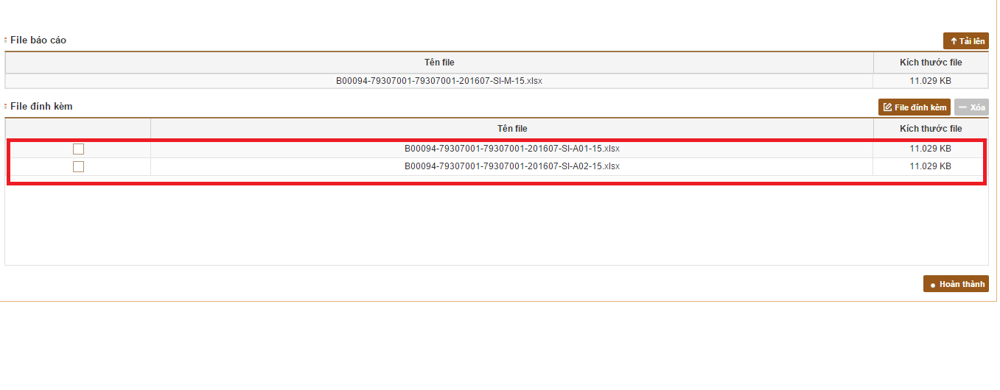 File báo cáo
Tải lên
Tên file Kích thước file
B00094-79307001-79307001-201607-SI-M-15.xlsx 11.029 KB
File đính kèm
File đính kèm Xóa
Tên file Kích thước file
B00094-79307001-79307001-201607-SI-A01-15.xlsx 11.029 KB
B00094-79307001-79307001-201607-SI-A02-15.xlsx 11.029 KB
Hoàn thành